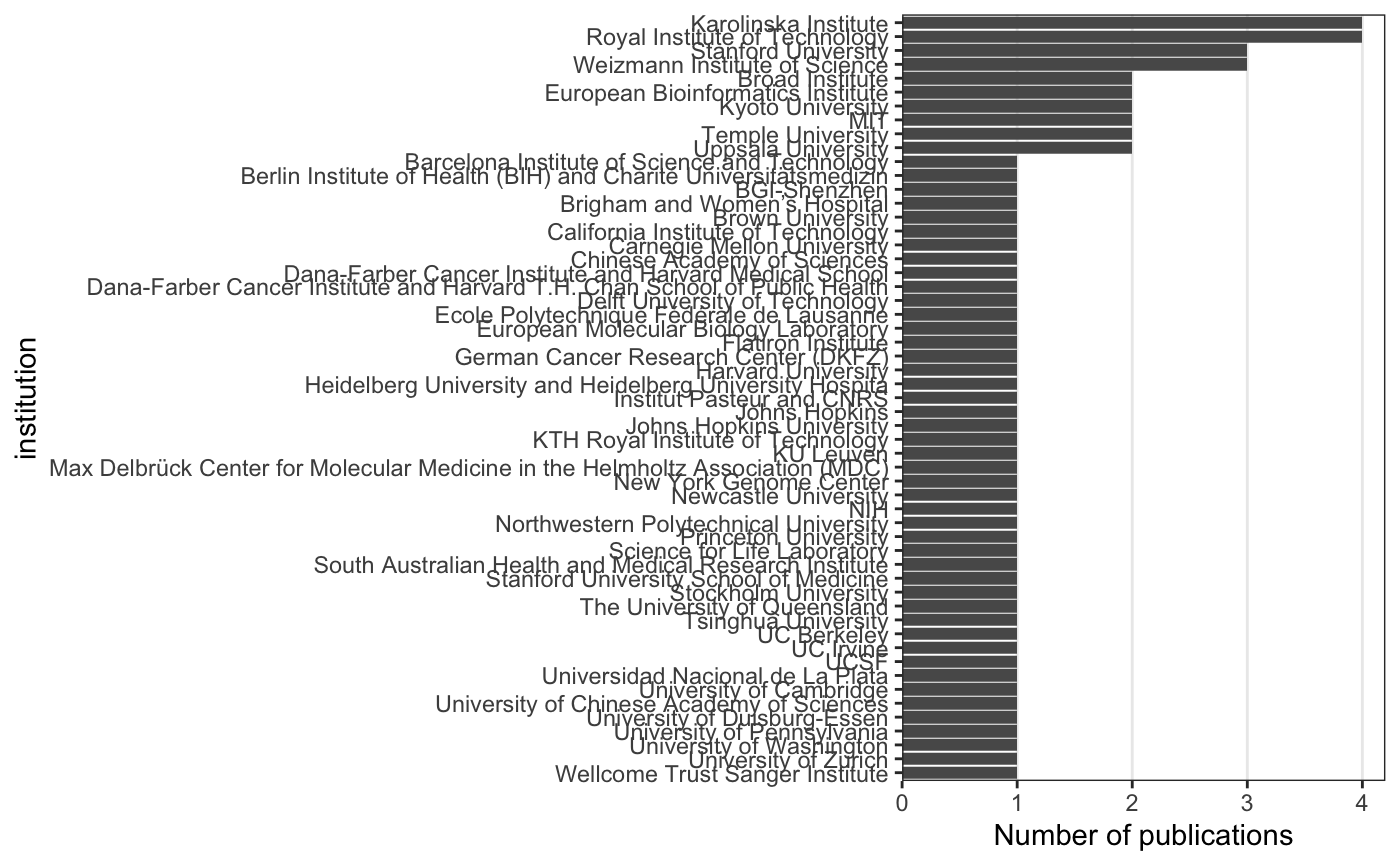 Karolinska Institute
Royal Institute of Technology
Stanford University
Weizmann Institute of Science
Broad Institute
European Bioinformatics Institute
Kyoto University
MIT
Temple University
Uppsala University
Barcelona Institute of Science and Technology
Berlin Institute of Health (BIH) and Charité Universitätsmedizin
BGI-Shenzhen
Brigham and Women's Hospital
Brown University
California Institute of Technology
Carnegie Mellon University
Chinese Academy of Sciences
Dana-Farber Cancer Institute and Harvard Medical School
Dana-Farber Cancer Institute and Harvard T.H. Chan School of Public Health
Delft University of Technology
Ecole Polytechnique Fédérale de Lausanne
European Molecular Biology Laboratory
Flatiron Institute
German Cancer Research Center (DKFZ)
Harvard University
Heidelberg University and Heidelberg University Hospita
Institut Pasteur and CNRS
Johns Hopkins
Johns Hopkins University
KTH Royal Institute of Technology
KU Leuven
Max Delbrück Center for Molecular Medicine in the Helmholtz Association (MDC)
New York Genome Center
Newcastle University
NIH
Northwestern Polytechnical University
Princeton University
Science for Life Laboratory
South Australian Health and Medical Research Institute
Stanford University School of Medicine
Stockholm University
The University of Queensland
Tsinghua University
UC Berkeley
UC Irvine
UCSF
Universidad Nacional de La Plata
University of Cambridge
University of Chinese Academy of Sciences
University of Duisburg-Essen
University of Pennsylvania
University of Washington
University of Zurich
Wellcome Trust Sanger Institute
institution
0 1 2 3 4
Number of publications